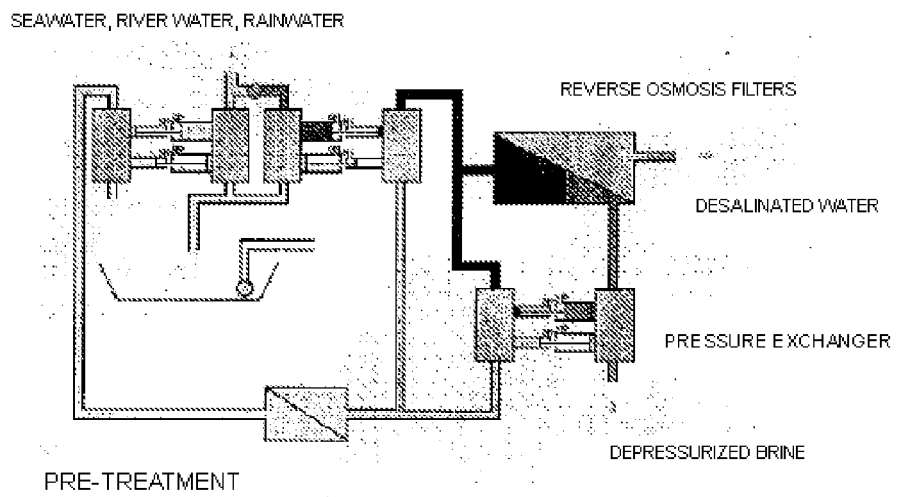 SEAWATER, RIVER WATER, RAINWATER
REVERSE OSMOSIS FILTERS
DESALINATED WATER
PRESSURE EXCHANGER
DEPRESSURIZED BRINE
PRE-TREATMENT